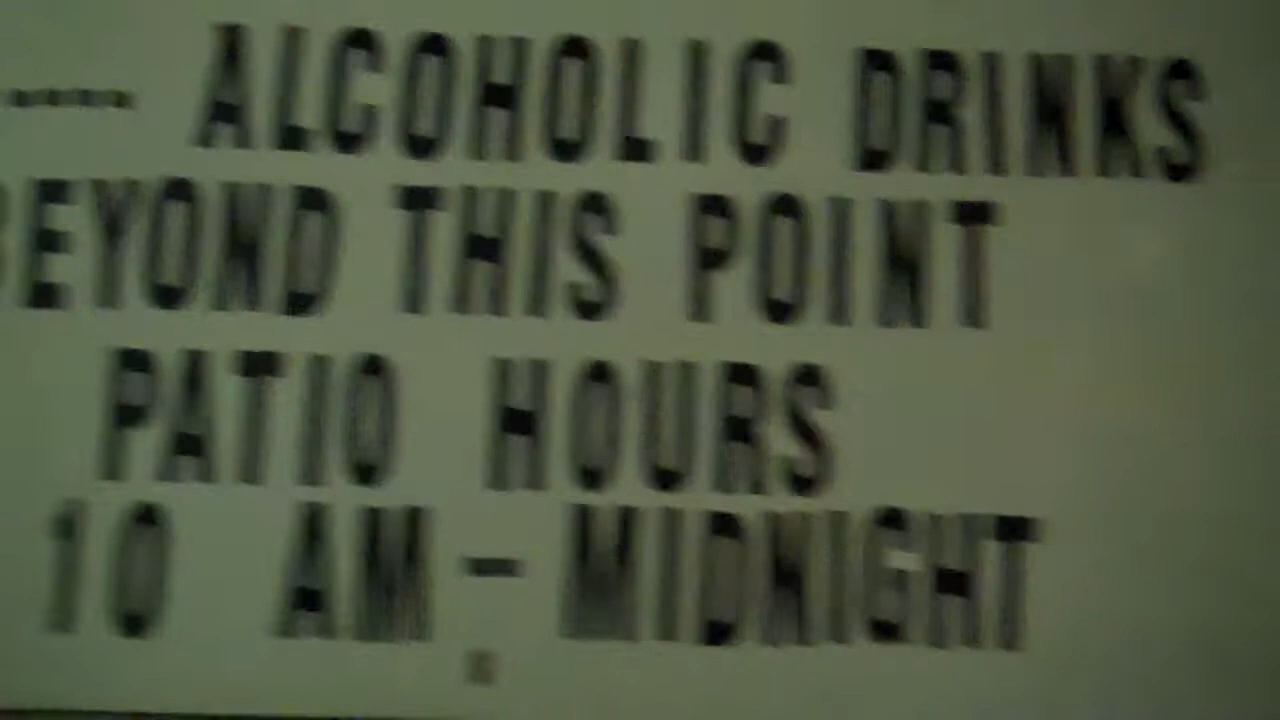 ---- ALCOHOLIC DRINKS
BEYOND THIS POINT
PATIO HOURS
10 AM - MIDNIGHT